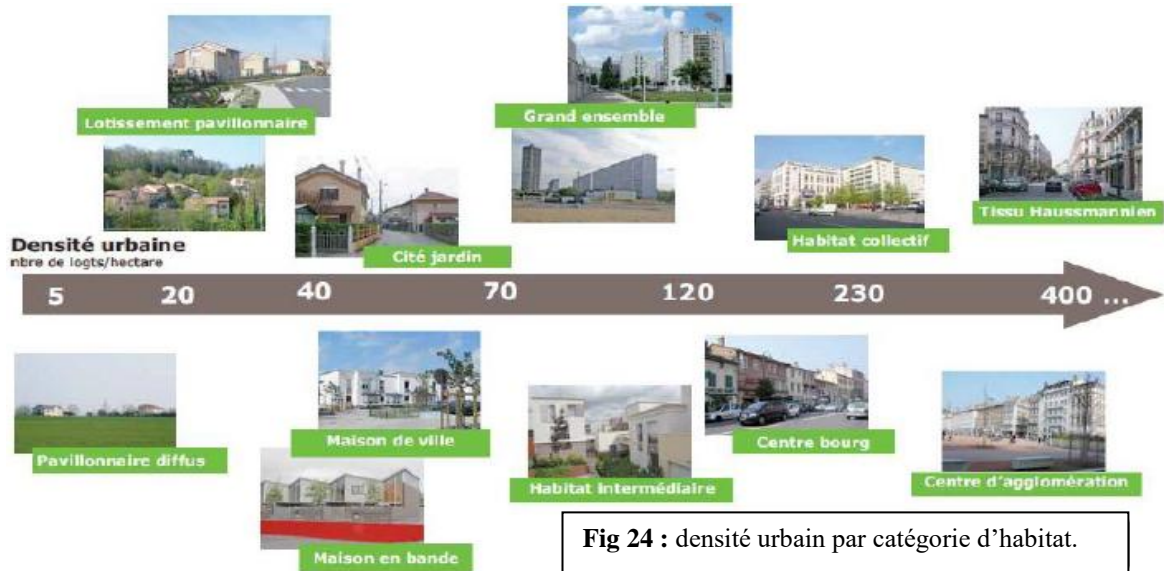 Lotissement pavillonnaire
Grand ensemble
Tissu Haussmannien
Habitat collectif
Cité jardin
Densité urbaine
nbre de logts/hectare
5 20 40 70 120 230 400 ...
Pavillonnaire diffus
Maison de ville
Maison en bande
Habitat intermédiaire
Centre bourg
Centre d'agglomération
Fig 24 : densité urbain par catégorie d'habitat.